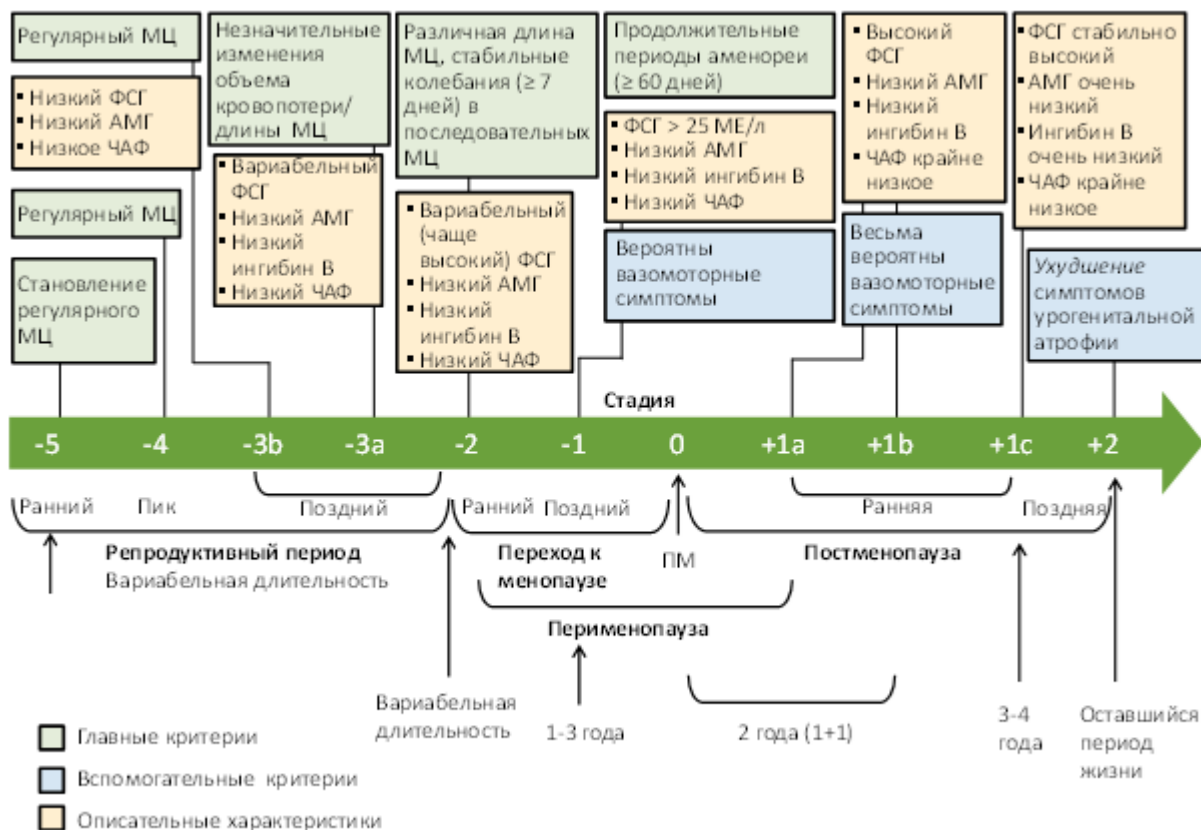 Регулярный МЦ
▪ Низкий ФСГ
▪ Низкий АМГ
▪ Низкое ЧАФ
Регулярный МЦ
Становление
регулярного
МЦ
Незначительные
изменения
объема
кровопотери/
длины МЦ
▪ Вариабельный
ФСГ
▪ Низкий АМГ
▪ Низкий
ингибин В
▪ Низкий ЧАФ
Различная длина
МЦ, стабильные
колебания (≥ 7
дней) в
последовательных
МЦ
▪ Вариабельный
(чаще
высокий) ФСГ
▪ Низкий АМГ
▪ Низкий
ингибин В
▪ Низкий ЧАФ
Продолжительные
периоды аменореи
(≥ 60 дней)
▪ ФСГ > 25 МЕ/л
▪ Низкий АМГ
▪ Низкий ингибин В
▪ Низкий ЧАФ
Вероятны
вазомоторные
симптомы
▪ Высокий
ФСГ
▪ Низкий АМГ
▪ Низкий
ингибин В
▪ ЧАФ крайне
низкое
Весьма
вероятны
вазомоторные
симптомы
▪ ФСГ стабильно
высокий
▪ АМГ очень
низкий
▪ Ингибин В
очень низкий
▪ ЧАФ крайне
низкое
Ухудшение
симптомов
урогенитальной
атрофии
Стадия
-5 -4 -3b -3a -2 -1 0 +1a +1b +1c +2
Ранний Пик Поздний Ранний Поздний Ранняя Поздняя
Репродуктивный период
Вариабельная длительность
Переход к
менопаузе
ПМ
Постменопауза
Перименопауза
Вариабельная
длительность
1-3 года
2 года (1+1)
3-4
года
Оставшийся
период
жизни
Главные критерии
Вспомогательные критерии
Описательные характеристики